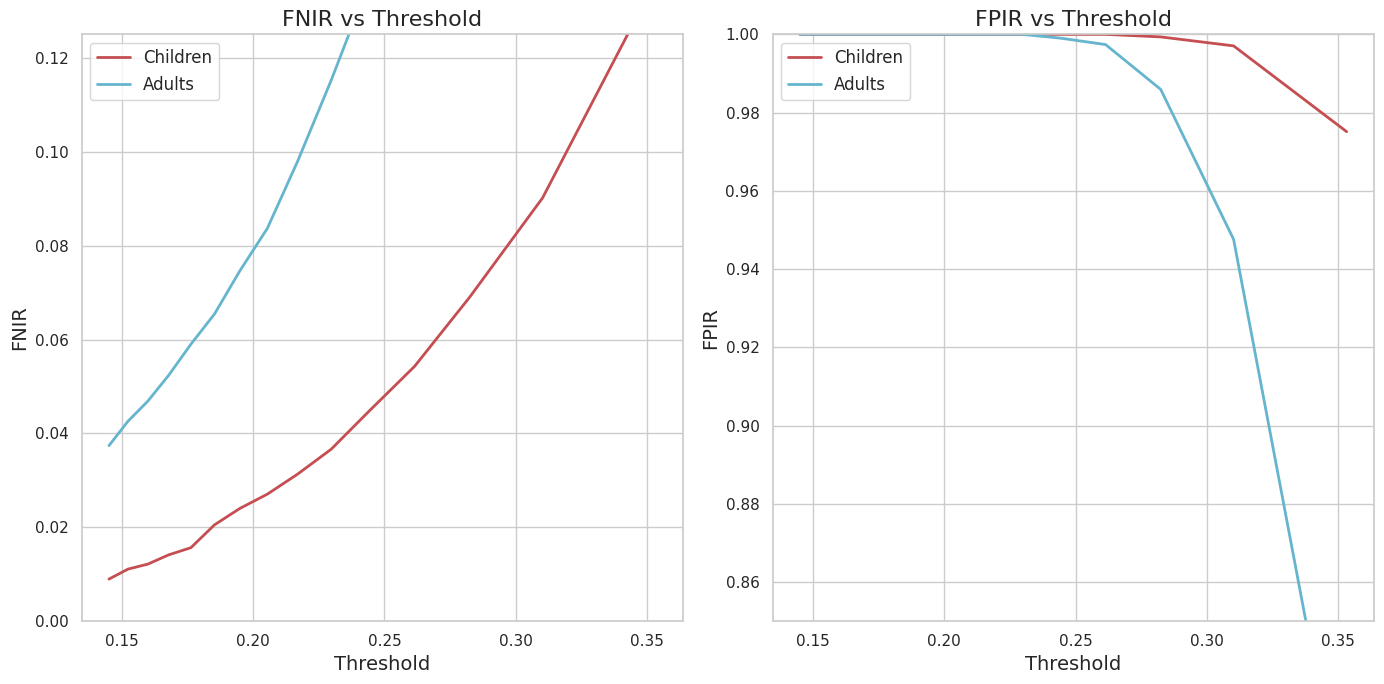 FNIR vs Threshold
Children
Adults
0.12
0.10
0.08
0.06
0.04
0.02
0.00
FNIR
0.15
0.20
0.25
0.30
0.35
Threshold
FPIR vs Threshold
Children
Adults
1.00
0.98
0.96
0.94
0.92
0.90
0.88
0.86
FPIR
0.15
0.20
0.25
0.30
0.35
Threshold